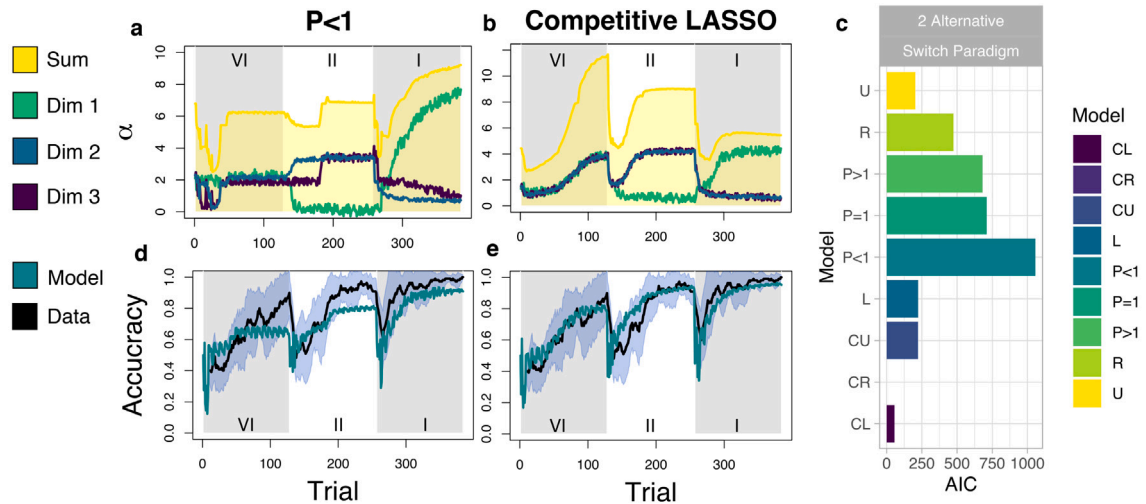 P<1
Competitive LASSO
a
b
c
Sum
Dim 1
Dim 2
Dim 3
Model
Data
α
VI
II
I
0 2 4 6 8 10
0 100 200 300
VI
II
I
0 2 4 6 8 10
0 100 200 300
d
e
Accucracy
0.0 0.2 0.4 0.6 0.8 1.0
VI
II
I
0 100 200 300
Trial
0.0 0.2 0.4 0.6 0.8 1.0
VI
II
I
0 100 200 300
Trial
2 Alternative
Switch Paradigm
Model
U
R
P>1
P=1
P<1
L
CU
CR
CL
0 250 500 750 1000
AIC
Model
CL
CR
CU
L
P<1
P=1
P>1
R
U